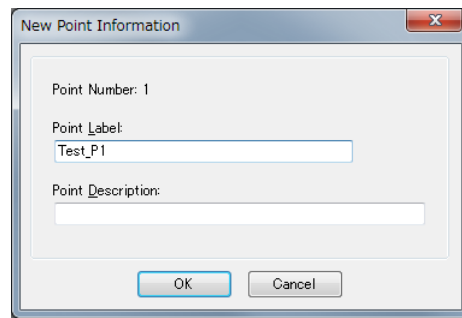 New Point Information
Point Number: 1
Point Label:
Test_P1
Point Description:
OK Cancel